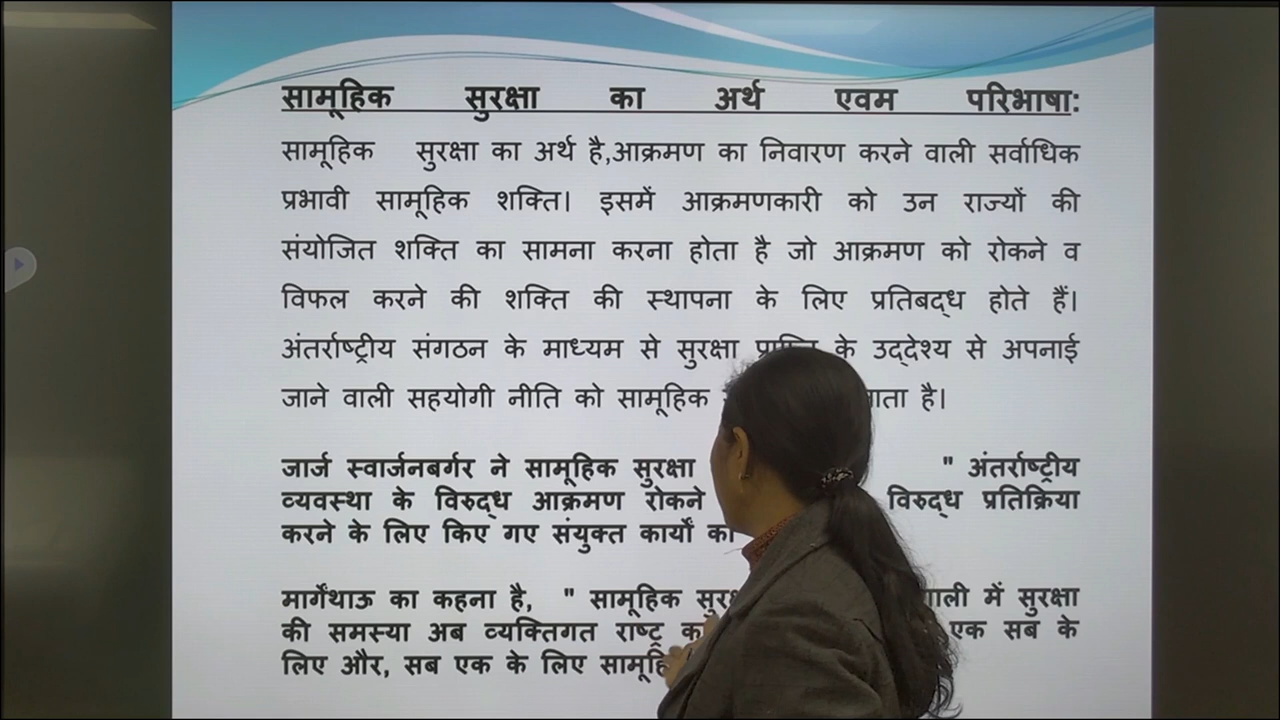 सामूहिक सुरक्षा का अर्थ एवम परिभाषा:
सामूहिक सुरक्षा का अर्थ है,आक्रमण का निवारण करने वाली सर्वाधिक
प्रभावी सामूहिक शक्ति। इसमें आक्रमणकारी को उन राज्यों की
संयोजित शक्ति का सामना करना होता है जो आक्रमण को रोकने व
विफल करने की शक्ति की स्थापना के लिए प्रतिबद्ध होते हैं।
अंतर्राष्ट्रीय संगठन के माध्यम से सुरक्षा के उद्देश्य से अपनाई
जाने वाली सहयोगी नीति को सामूहिक है।
जार्ज स्वार्जनबर्गर ने सामूहिक सुरक्षा " अंतर्राष्ट्रीय
व्यवस्था के विरुद्ध आक्रमण रोकने विरुद्ध प्रतिक्रिया
करने के लिए किए गए संयुक्त कार्यों का
मार्गेंथाऊ का कहना है, " सामूहिक में सुरक्षा
की समस्या अब व्यक्तिगत राष्ट्र एक सब के
लिए और, सब एक के लिए